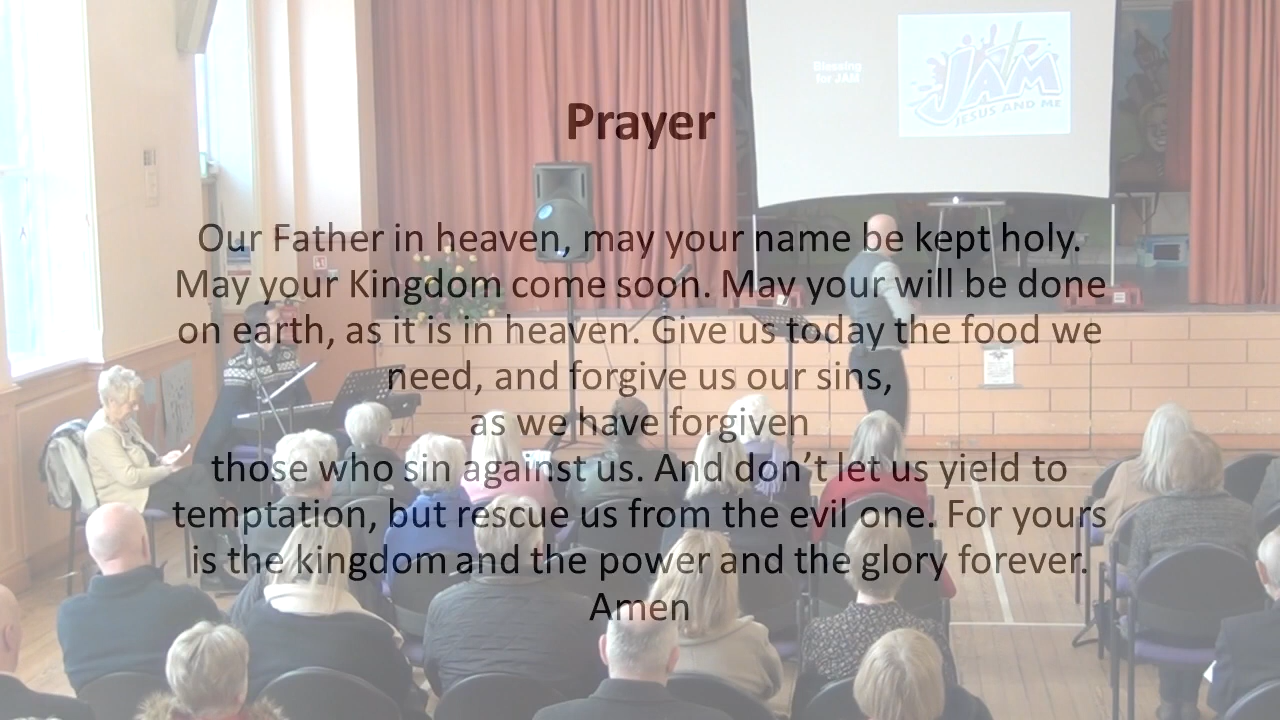 Blessing
for JAM
JAM
JESUS AND ME
Prayer
Our Father in heaven, may your name be kept holy.
May your Kingdom come soon. May your will be done
on earth, as it is in heaven. Give us today the food we
need, and forgive us our sins,
as we have forgiven
those who sin against us. And don’t let us yield to
temptation, but rescue us from the evil one. For yours
is the kingdom and the power and the glory forever.
Amen